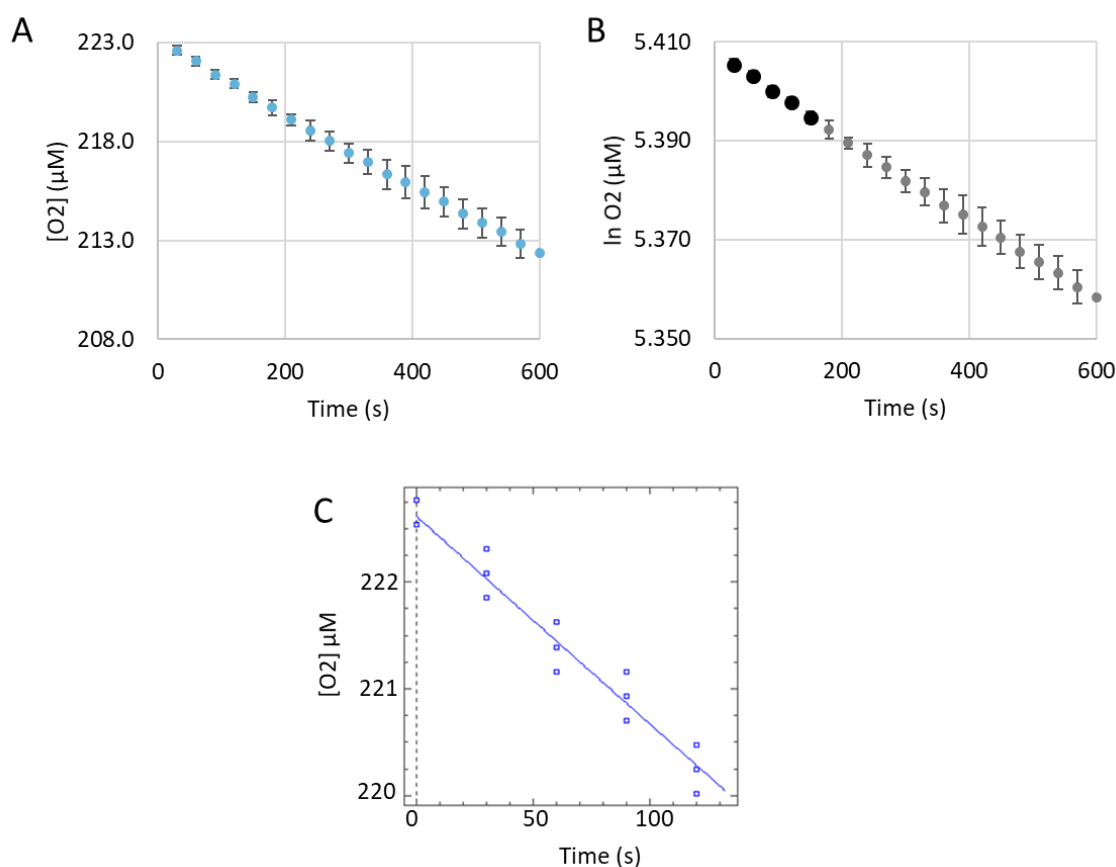 A
223.0
218.0
213.0
208.0
[O2] (μM)
0 200 400 600
Time (s)
B
5.410
5.390
5.370
5.350
ln O2 (μM)
0 200 400 600
Time (s)
C
222
221
220
[O2] μM
0 50 100
Time (s)